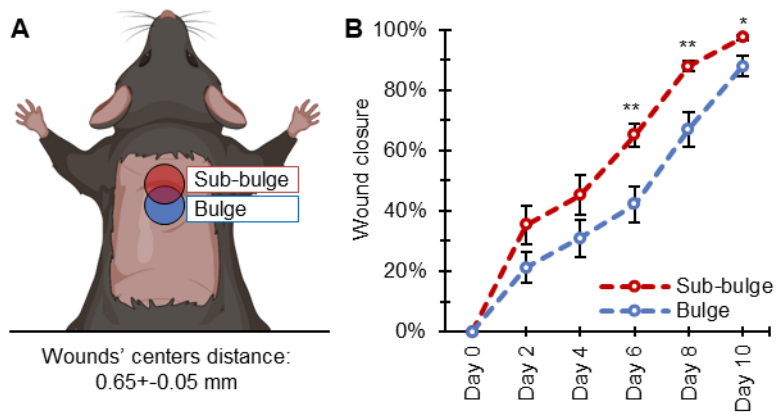 A
Sub-bulge
Bulge
Wounds' centers distance:
0.65+-0.05 mm
B
Wound closure
100%
80%
60%
40%
20%
0%
**
**
*
Sub-bulge
Bulge
Day 0
Day 2
Day 4
Day 6
Day 8
Day 10